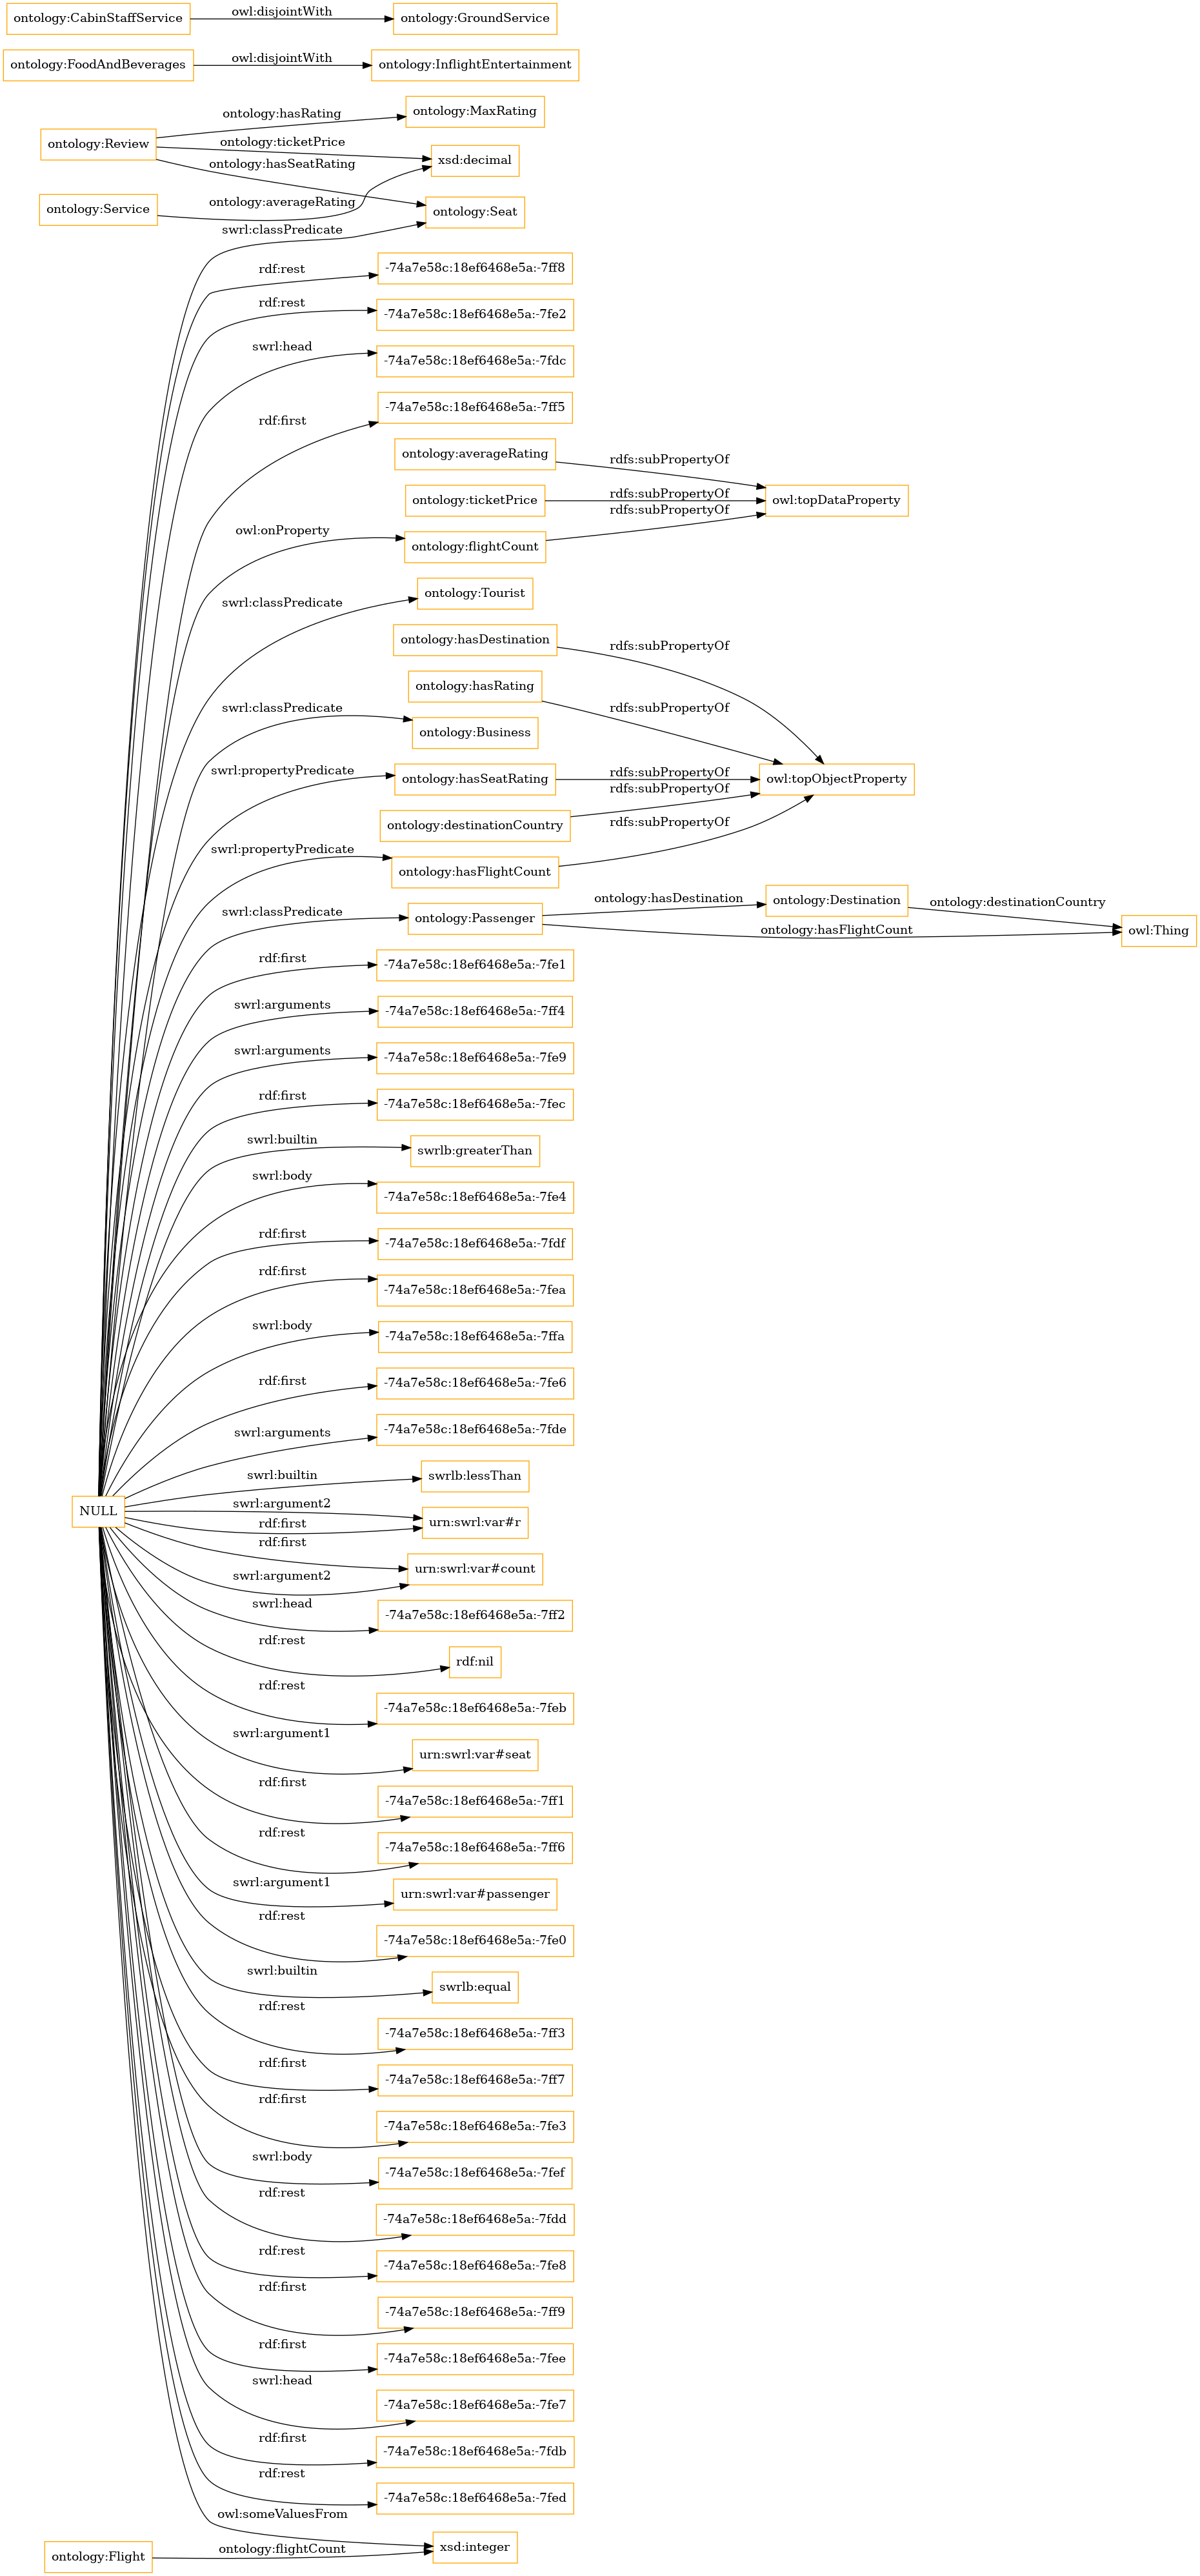 ontology:CabinStaffService
owl:disjointWith
ontology:GroundService
ontology:FoodAndBeverages
owl:disjointWith
ontology:InflightEntertainment
ontology:Review
ontology:hasRating
ontology:MaxRating
ontology:ticketPrice
xsd:decimal
ontology:hasSeatRating
ontology:Service
ontology:averageRating
ontology:Seat
swrl:classPredicate
rdf:rest
-74a7e58c:18ef6468e5a:-7ff8
rdf:rest
-74a7e58c:18ef6468e5a:-7fe2
swrl:head
-74a7e58c:18ef6468e5a:-7fdc
rdf:first
-74a7e58c:18ef6468e5a:-7ff5
ontology:averageRating
rdfs:subPropertyOf
ontology:ticketPrice
rdfs:subPropertyOf
owl:topDataProperty
rdfs:subPropertyOf
owl:onProperty
ontology:flightCount
swrl:classPredicate
ontology:Tourist
ontology:hasDestination
rdfs:subPropertyOf
ontology:hasRating
rdfs:subPropertyOf
swrl:classPredicate
ontology:Business
swrl:propertyPredicate
ontology:hasSeatRating
rdfs:subPropertyOf
owl:topObjectProperty
rdfs:subPropertyOf
ontology:destinationCountry
rdfs:subPropertyOf
swrl:propertyPredicate
ontology:hasFlightCount
swrl:classPredicate
ontology:Passenger
ontology:hasDestination
ontology:Destination
ontology:destinationCountry
ontology:hasFlightCount
owl:Thing
rdf:first
-74a7e58c:18ef6468e5a:-7fe1
swrl:arguments
-74a7e58c:18ef6468e5a:-7ff4
swrl:arguments
-74a7e58c:18ef6468e5a:-7fe9
rdf:first
-74a7e58c:18ef6468e5a:-7fec
swrl:builtin
swrlb:greaterThan
swrl:body
-74a7e58c:18ef6468e5a:-7fe4
rdf:first
-74a7e58c:18ef6468e5a:-7fdf
rdf:first
-74a7e58c:18ef6468e5a:-7fea
swrl:body
-74a7e58c:18ef6468e5a:-7ffa
rdf:first
-74a7e58c:18ef6468e5a:-7fe6
swrl:arguments
-74a7e58c:18ef6468e5a:-7fde
swrl:builtin
swrlb:lessThan
NULL
swrl:argument2
rdf:first
urn:swrl:var#r
rdf:first
swrl:argument2
urn:swrl:var#count
swrl:head
-74a7e58c:18ef6468e5a:-7ff2
rdf:rest
rdf:nil
rdf:rest
-74a7e58c:18ef6468e5a:-7feb
swrl:argument1
urn:swrl:var#seat
rdf:first
-74a7e58c:18ef6468e5a:-7ff1
rdf:rest
-74a7e58c:18ef6468e5a:-7ff6
swrl:argument1
urn:swrl:var#passenger
rdf:rest
-74a7e58c:18ef6468e5a:-7fe0
swrl:builtin
swrlb:equal
rdf:rest
-74a7e58c:18ef6468e5a:-7ff3
rdf:first
-74a7e58c:18ef6468e5a:-7ff7
rdf:first
-74a7e58c:18ef6468e5a:-7fe3
swrl:body
-74a7e58c:18ef6468e5a:-7fef
rdf:rest
-74a7e58c:18ef6468e5a:-7fdd
rdf:rest
-74a7e58c:18ef6468e5a:-7fe8
rdf:first
-74a7e58c:18ef6468e5a:-7ff9
rdf:first
-74a7e58c:18ef6468e5a:-7fee
swrl:head
-74a7e58c:18ef6468e5a:-7fe7
rdf:first
-74a7e58c:18ef6468e5a:-7fdb
rdf:rest
-74a7e58c:18ef6468e5a:-7fed
owl:someValuesFrom
xsd:integer
ontology:Flight
ontology:flightCount